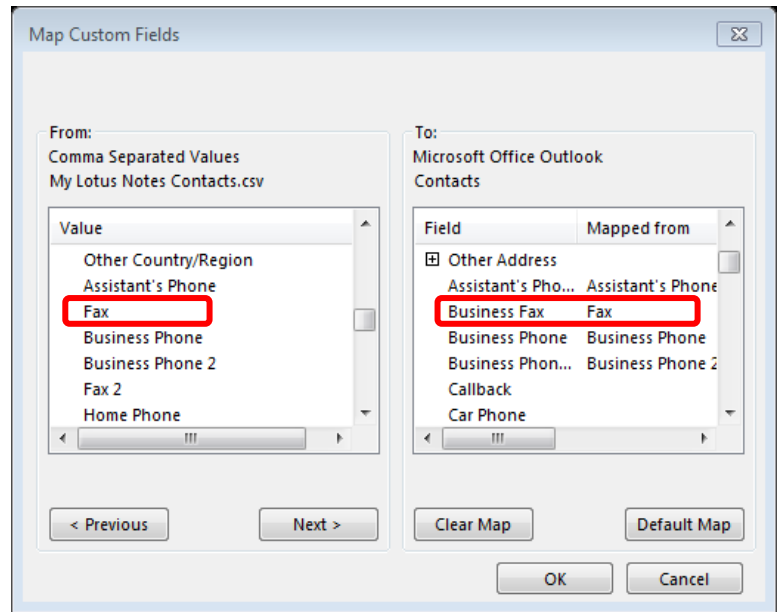 Map Custom Fields
From:
Comma Separated Values
My Lotus Notes Contacts.csv
Value
Other Country/Region
Assistant's Phone
Fax
Business Phone
Business Phone 2
Fax 2
Home Phone
< Previous
Next >
To:
Microsoft Office Outlook
Contacts
Field Mapped from
Other Address
Assistant's Pho... Assistant's Phone
Business Fax Fax
Business Phone Business Phone
Business Phon... Business Phone 2
Callback
Car Phone
Clear Map
Default Map
OK
Cancel